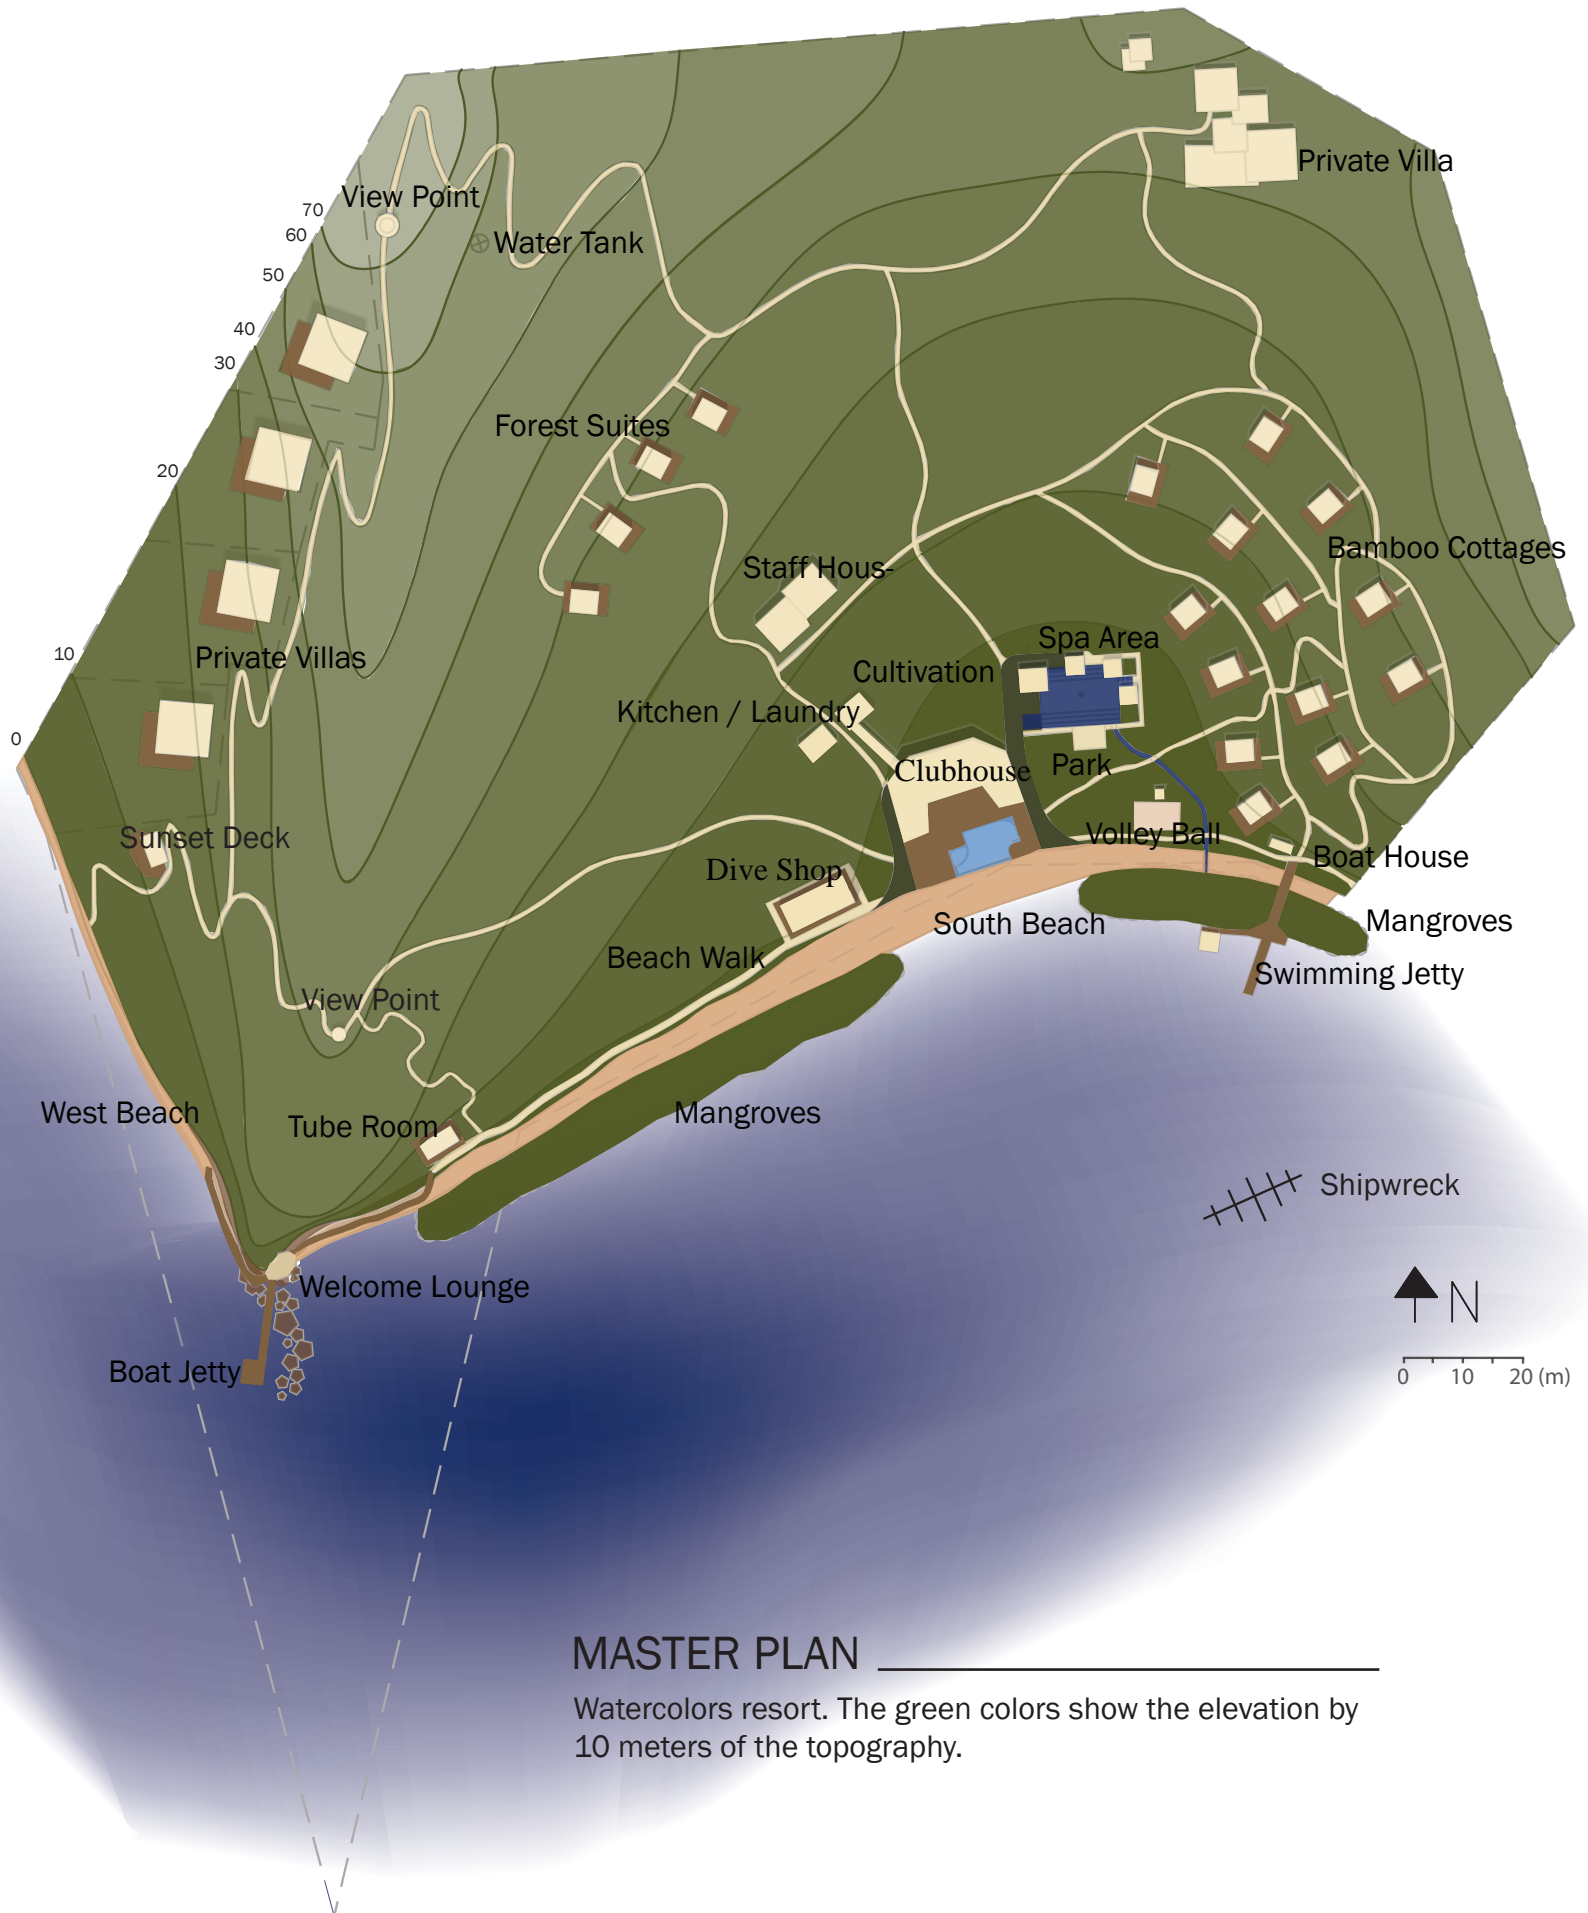 Private Villa
View Point
70
Water Tank
60
50
40
30
Forest Suites
20
Bamboo Cottages
Staff Hous-
Spa Area
10
Private Villas
Cultivation
Kitchen / Laundry
0
Clubhouse
Park
Volley Ball
Sunset Deck
Boat House
Dive Shop
South Beach
Mangroves
Beach Walk
Swimming Jetty
View Point
West Beach
Mangroves
Tube Room
Shipwreck
Welcome Lounge
N
Boat Jetty
0 10 20 (m)
MASTER PLAN
Watercolors resort. The green colors show the elevation by
10 meters of the topography.